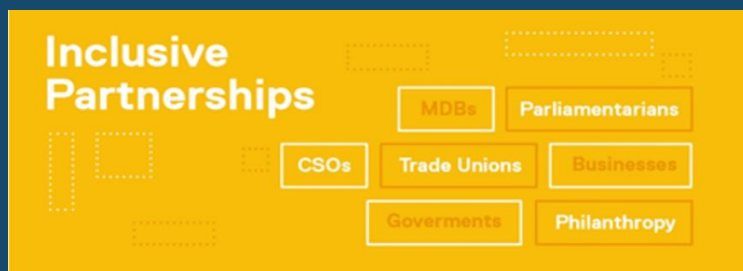 Inclusive
Partnerships
MDBs Parliamentarians
CSOs Trade Unions Businesses
Goverments Philanthropy